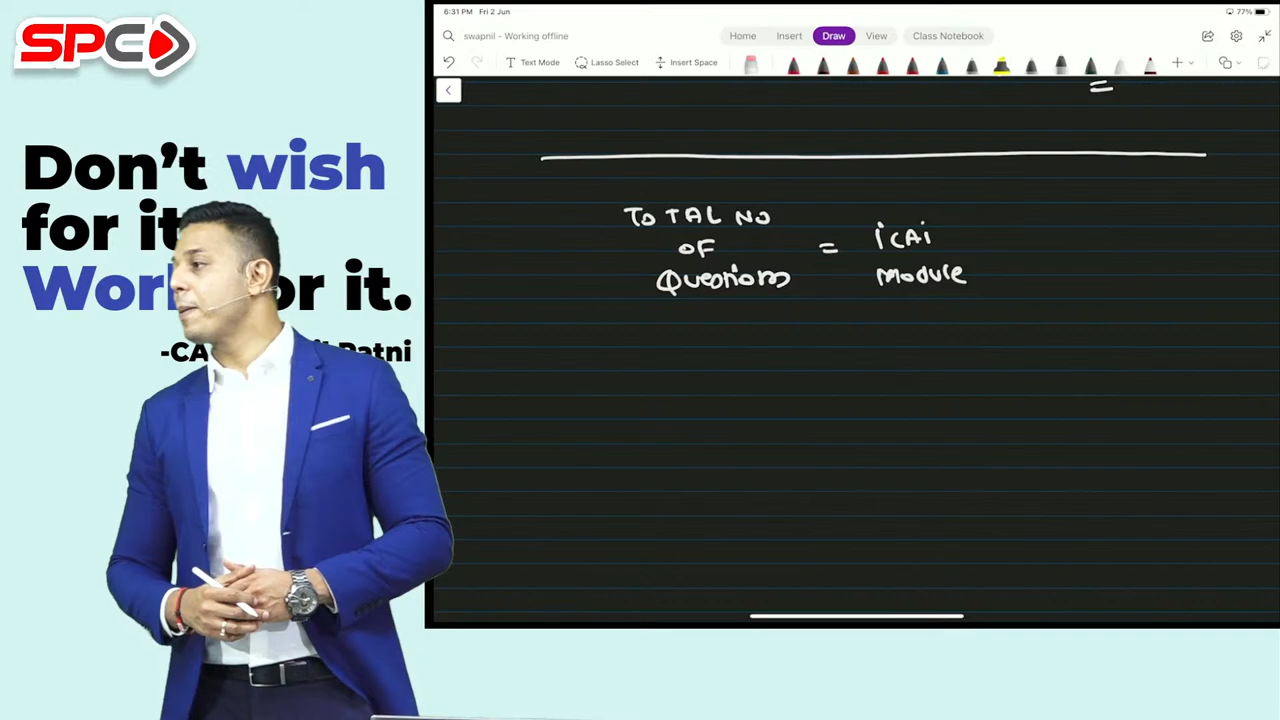 SPC
Don't wish
for it
Wor or it.
-CA Patni
6:31 PM Fri 2 Jun
77%
swapnil - Working offline
Home Insert Draw View Class Notebook
Text Mode Lasso Select Insert Space
=
TOTAL NO
OF = iCAi
Questions Module